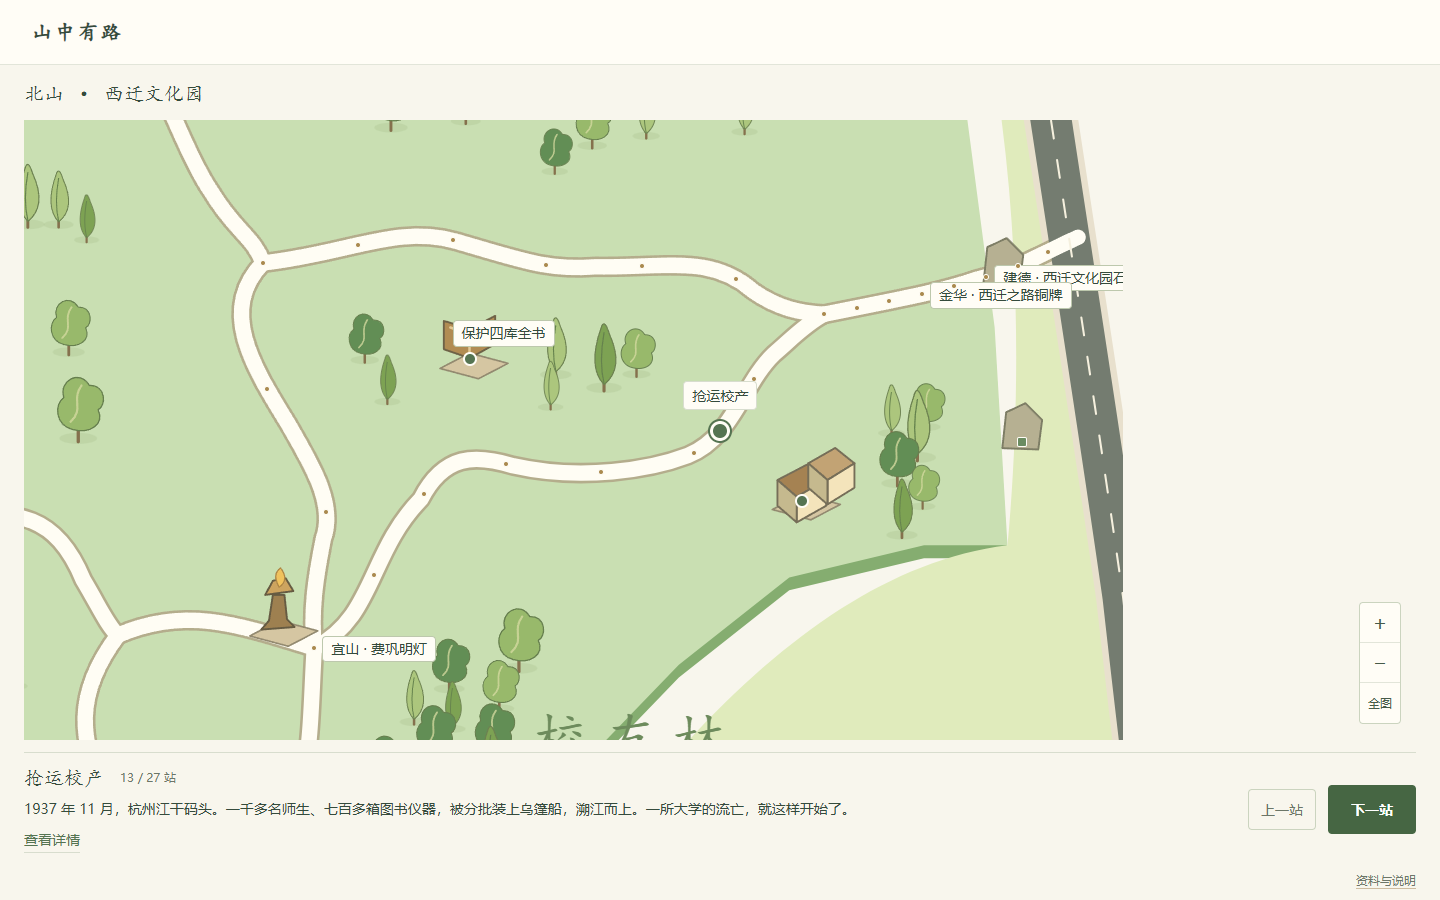 山中有路
北山 • 西迁文化园
建德 · 西迁文化园石
金华 · 西迁之路铜牌
保护四库全书
抢运校产
宜山 · 费巩明灯
校友林
+
−
全图
抢运校产 13 / 27 站
1937 年 11 月，杭州江干码头。一千多名师生、七百多箱图书仪器，被分批装上乌篷船，溯江而上。一所大学的流亡，就这样开始了。
上一站
下一站
查看详情
资料与说明